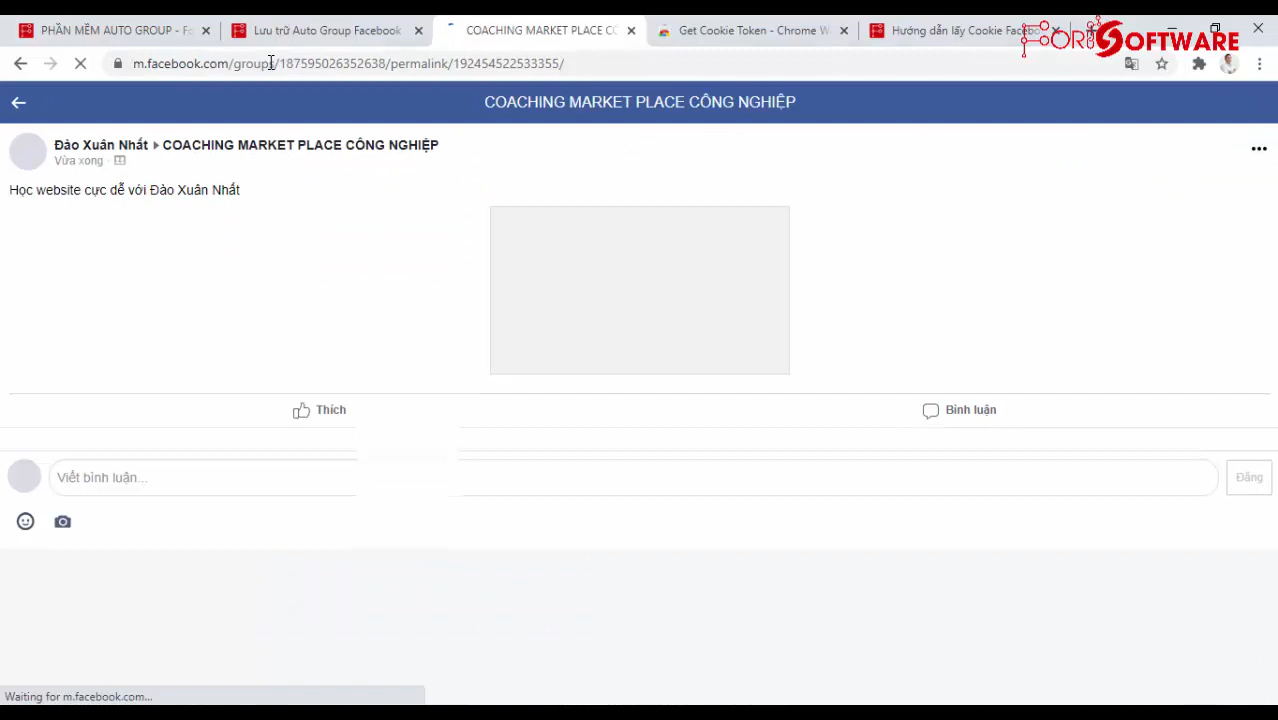 PHẦN MỀM AUTO GROUP - Fo
Lưu trữ Auto Group Facebook
COACHING MARKET PLACE CÔ
Get Cookie Token - Chrome W
Hướng dẫn lấy Cookie Facebo
FORI SOFTWARE
m.facebook.com/groups/187595026352638/permalink/192454522533355/
COACHING MARKET PLACE CÔNG NGHIỆP
Đào Xuân Nhất COACHING MARKET PLACE CÔNG NGHIỆP
Vừa xong ·
Học website cực dễ với Đào Xuân Nhất
Thích
Bình luận
Viết bình luận...
Đăng
Waiting for m.facebook.com...